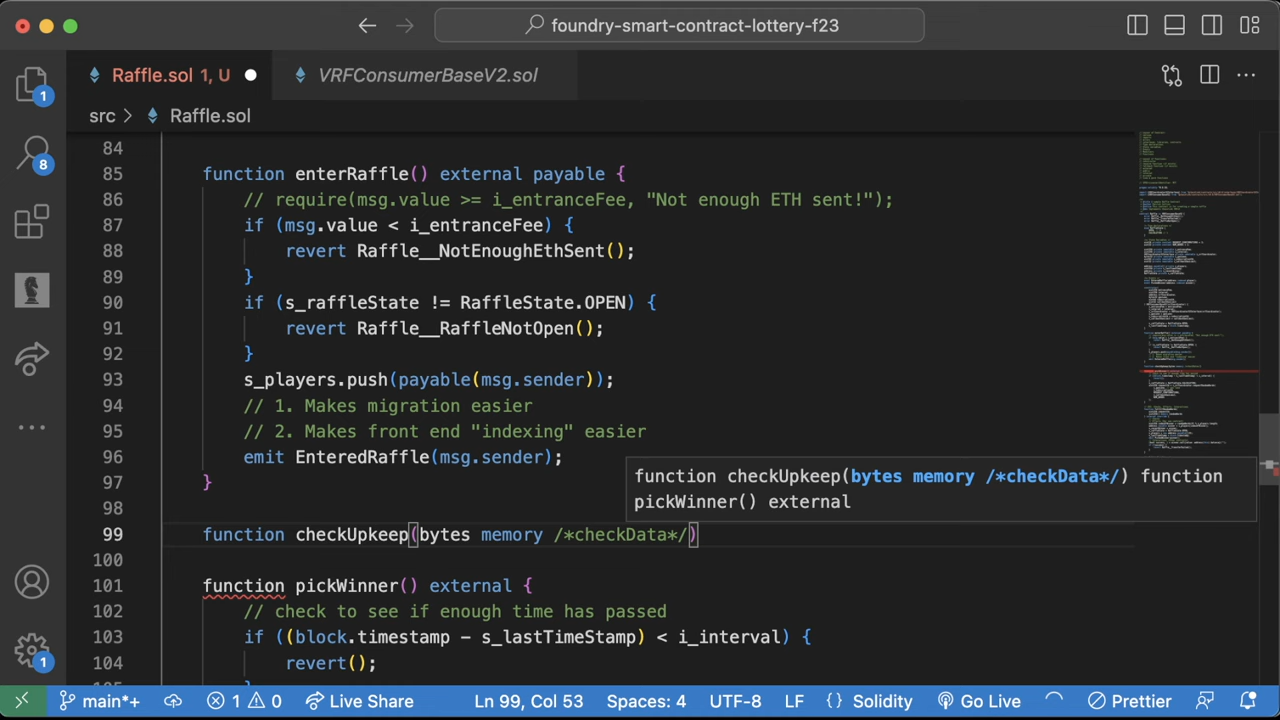 foundry-smart-contract-lottery-f23
Raffle.sol 1, U
VRFConsumerBaseV2.sol
src > Raffle.sol
84
85 function enterRaffle() external payable {
86 // require(msg.value >= i_entranceFee, "Not enough ETH sent!");
87 if (msg.value < i_entranceFee) {
88 revert Raffle__NotEnoughEthSent();
89 }
90 if (s_raffleState != RaffleState.OPEN) {
91 revert Raffle__RaffleNotOpen();
92 }
93 s_players.push(payable(msg.sender));
94 // 1. Makes migration easier
95 // 2. Makes front end "indexing" easier
96 emit EnteredRaffle(msg.sender);
97 }
function checkUpkeep(bytes memory /*checkData*/) function
pickWinner() external
98
99 function checkUpkeep(bytes memory /*checkData*/)
100
101 function pickWinner() external {
102 // check to see if enough time has passed
103 if ((block.timestamp - s_lastTimeStamp) < i_interval) {
104 revert();
1
8
1
main*+ 1 0 Live Share Ln 99, Col 53 Spaces: 4 UTF-8 LF {} Solidity Go Live Prettier